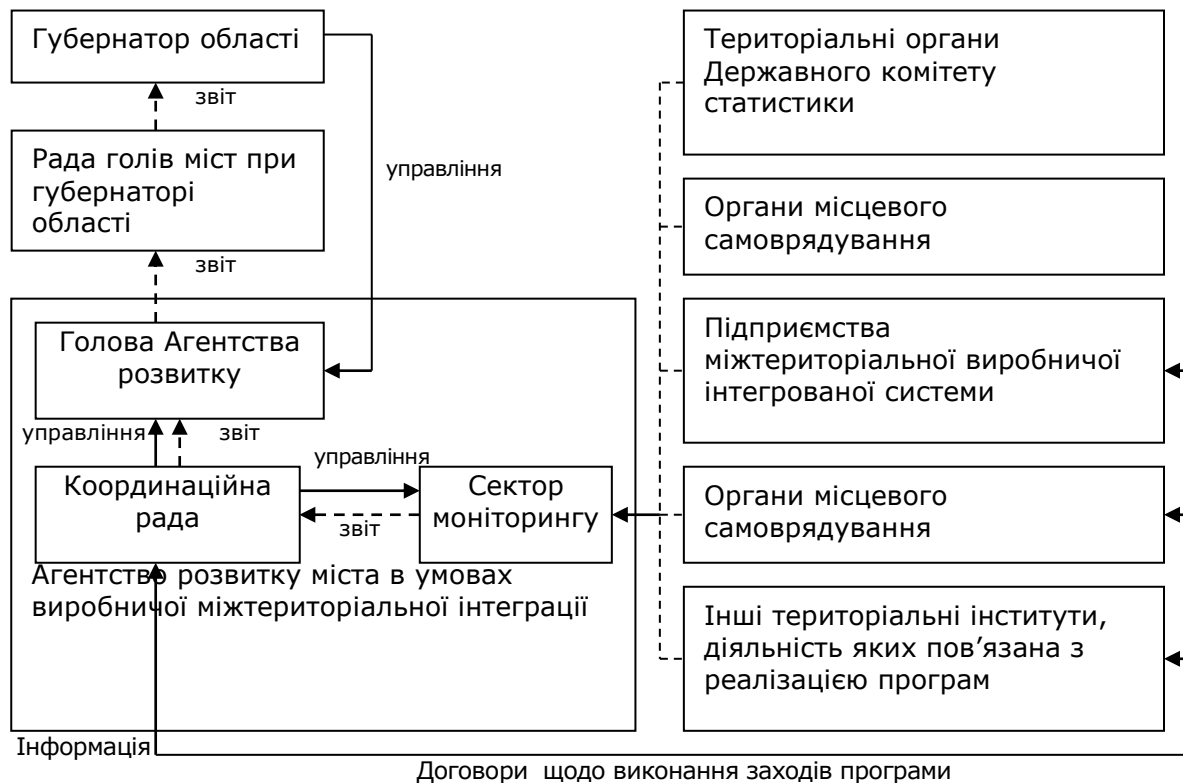 Губернатор області
звіт
Рада голів міст при
губернаторі
області
звіт
управління
Голова Агентства
розвитку
управління
звіт
управління
Координаційна
рада
звіт
Сектор
моніторингу
Агентство розвитку міста в умовах
виробничої міжтериторіальної інтеграції
Територіальні органи
Державного комітету
статистики
Органи місцевого
самоврядування
Підприємства
міжтериторіальної виробничої
інтегрованої системи
Органи місцевого
самоврядування
Інші територіальні інститути,
діяльність яких пов’язана з
реалізацією програм
Інформація
Договори щодо виконання заходів програми